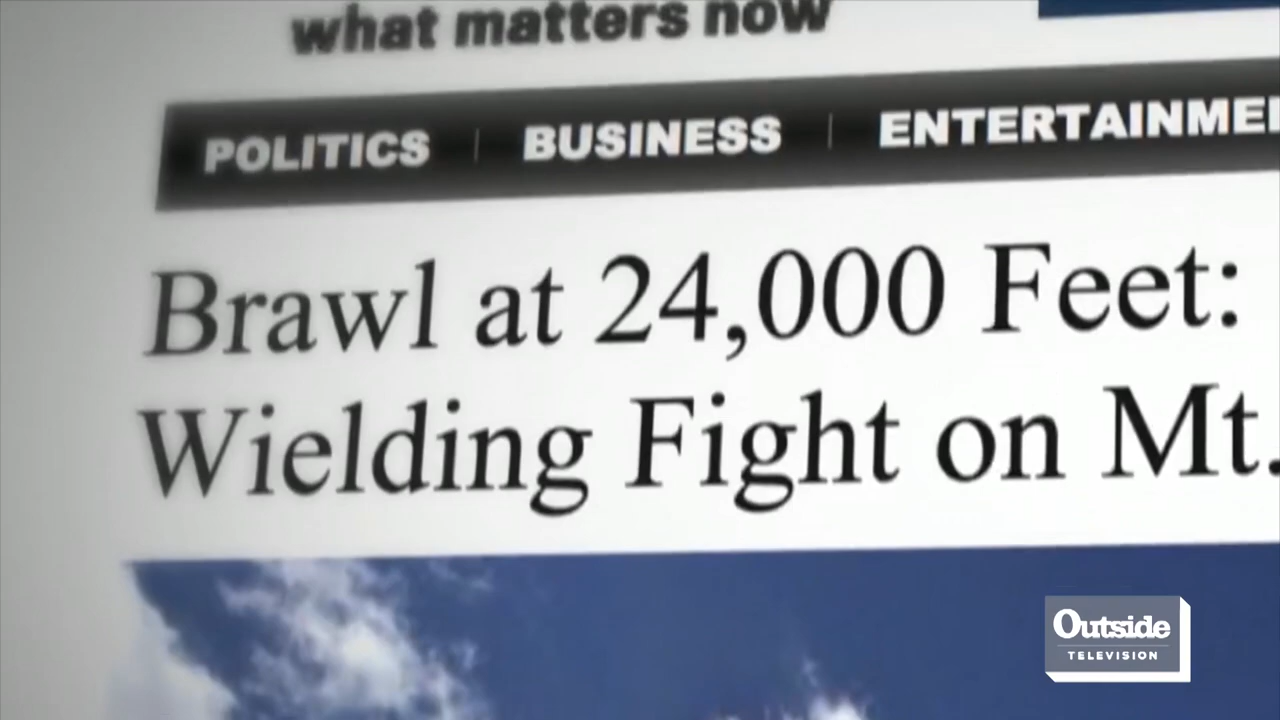 what matters now
POLITICS | BUSINESS | ENTERTAINME
Brawl at 24,000 Feet:
Wielding Fight on Mt.
Outside
TELEVISION